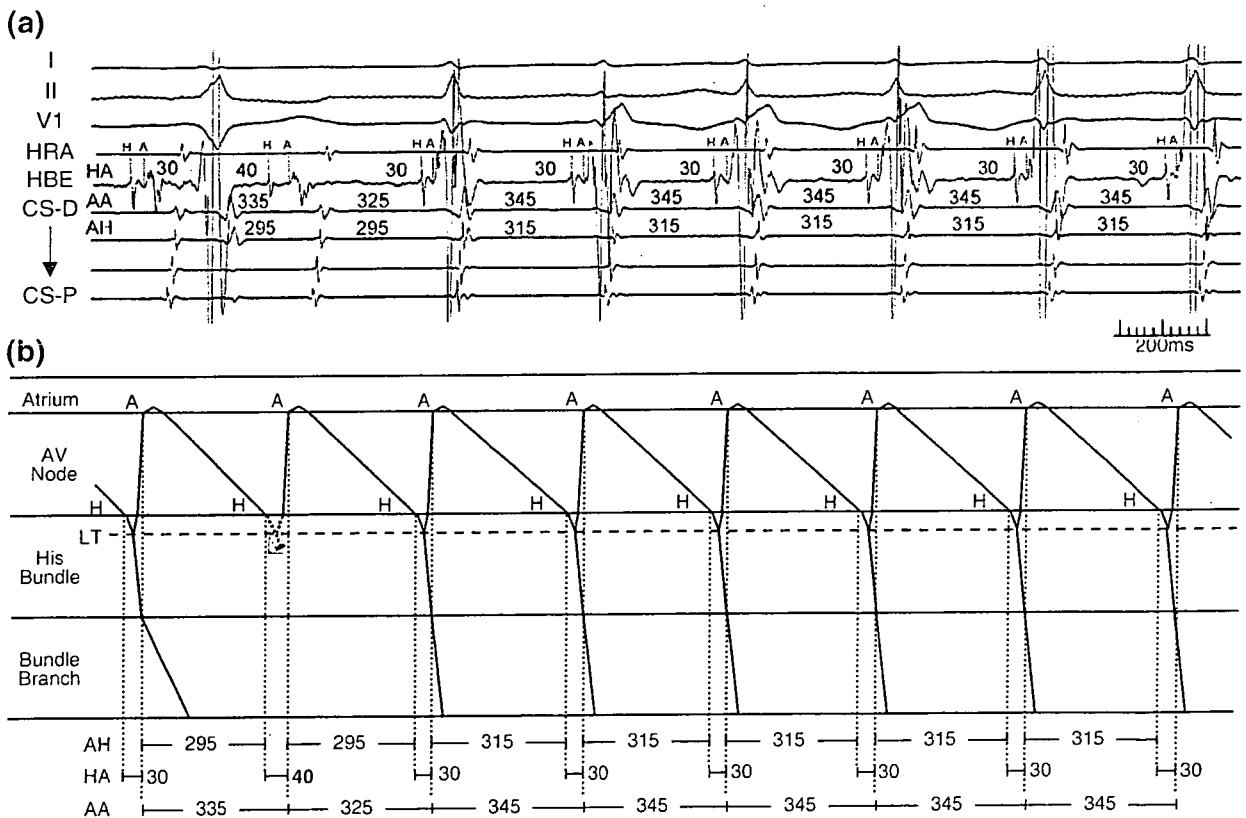 (a)
I
II
V1
HRA
H A H A H A H A H A H A H A H A
HA 30 40 30 30 30 30 30
HBE
AA 335 325 345 345 345 345 345
CS-D
AH 295 295 315 315 315 315 315
CS-P
200ms
(b)
Atrium A A A A A A A A
AV
Node
H H H H H H H H
LT
His
Bundle
Bundle
Branch
AH 295 295 315 315 315 315 315
HA 30 40 30 30 30 30 30 30
AA 335 325 345 345 345 345 345